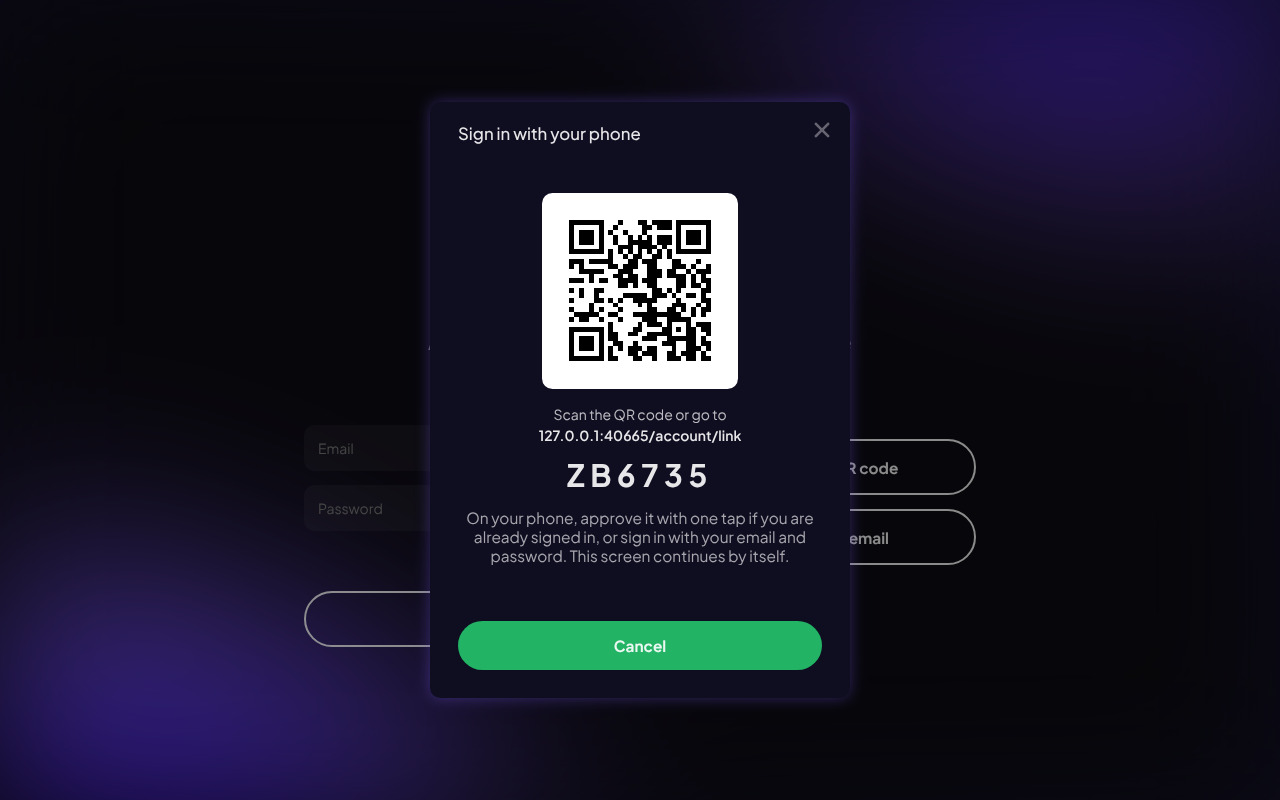 Sign in with your phone
Scan the QR code or go to
127.0.0.1:40665/account/link
ZB6735
On your phone, approve it with one tap if you are
already signed in, or sign in with your email and
password. This screen continues by itself.
Cancel
Email
Password
code
email